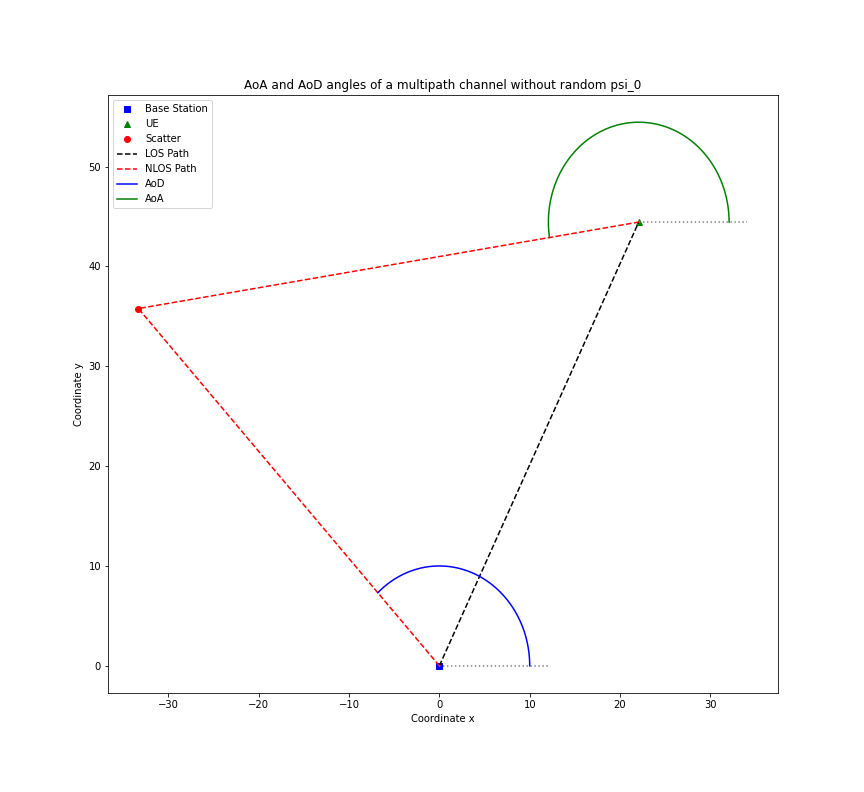 AoA and AoD angles of a multipath channel without random psi_0
Base Station
UE
Scatter
LOS Path
NLOS Path
AoD
AoA
50
40
30
20
10
0
Coordinate y
−30
−20
−10
0
10
20
30
Coordinate x